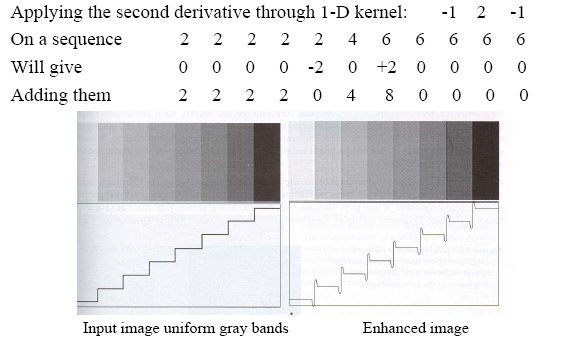 Applying the second derivative through 1-D kernel: -1 2 -1
On a sequence 2 2 2 2 2 4 6 6 6 6 6
Will give 0 0 0 0 -2 0 +2 0 0 0 0
Adding them 2 2 2 2 0 4 8 0 0 0 0
Input image uniform gray bands
Enhanced image